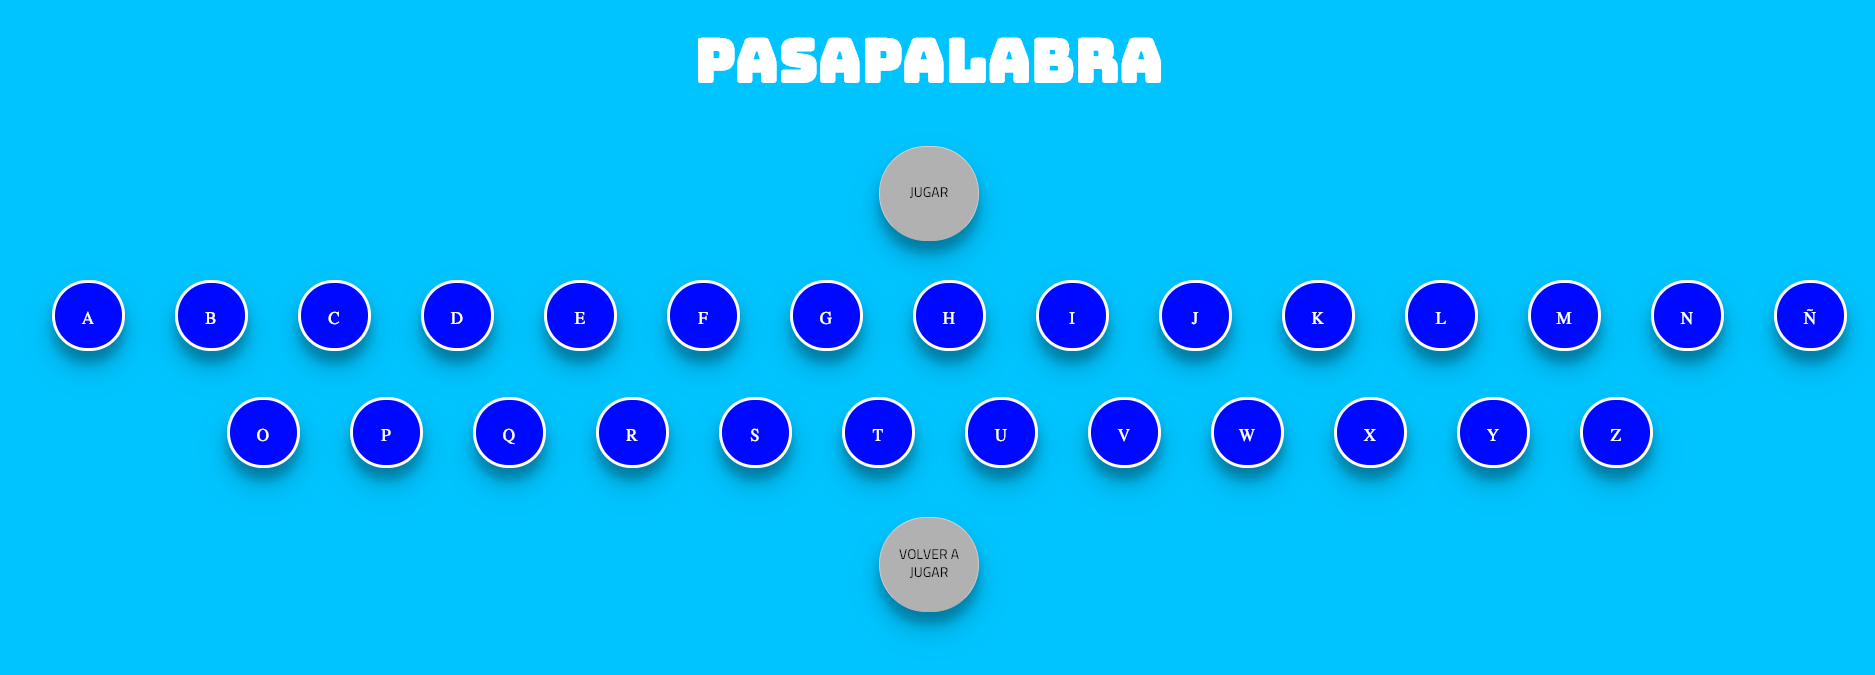 PASAPALABRA
JUGAR
A B C D E F G H I J K L M N Ñ
O P Q R S T U V W X Y Z
VOLVER A
JUGAR